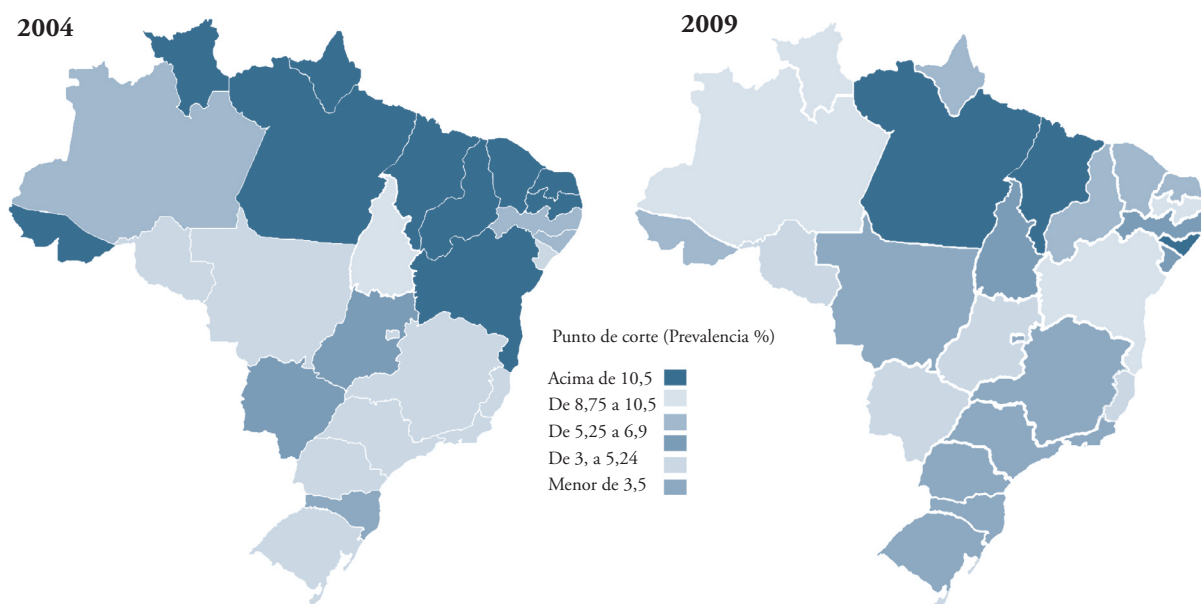 2004
2009
Punto de corte (Prevalencia %)
Acima de 10,5
De 8,75 a 10,5
De 5,25 a 6,9
De 3, a 5,24
Menor de 3,5